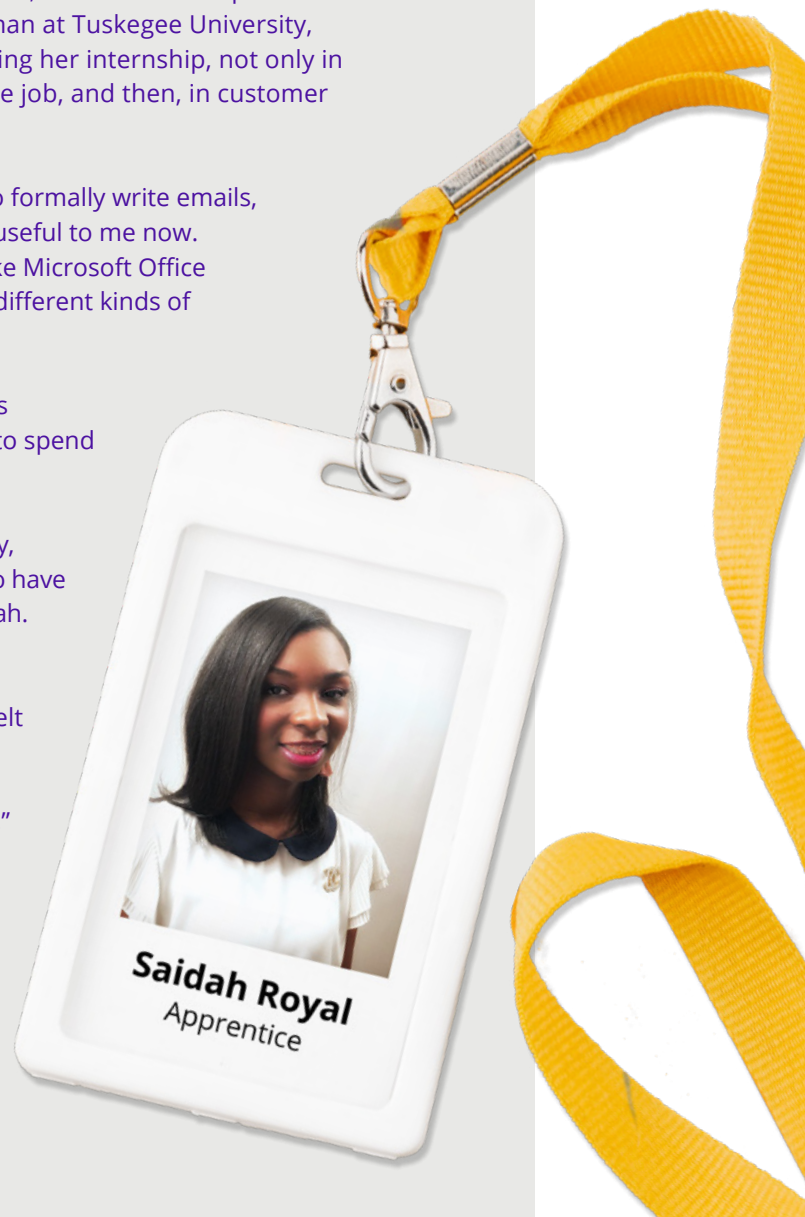 man at Tuskegee University,
ing her internship, not only in
e job, and then, in customer
formally write emails,
useful to me now.
ke Microsoft Office
different kinds of
s
to spend
y,
have
ah.
elt
”
Saidah Royal
Apprentice